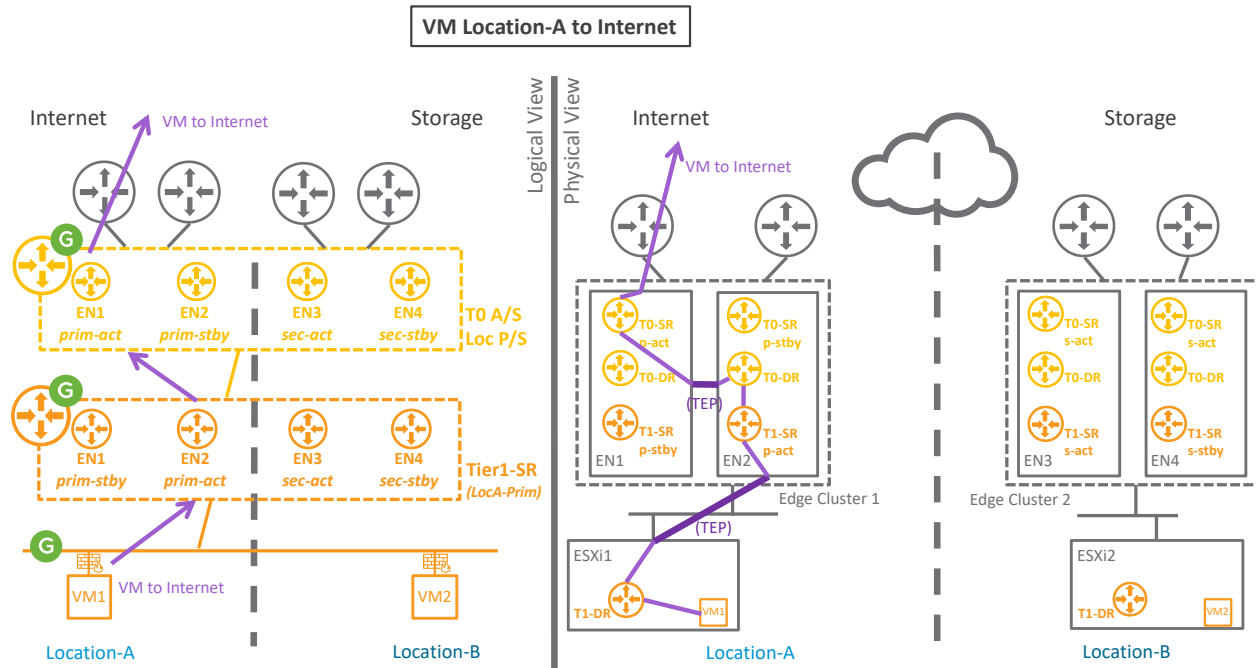 VM Location-A to Internet
Logical View
Physical View
Internet
VM to Internet
Storage
G
EN1
prim-act
EN2
prim-stby
EN3
sec-act
EN4
sec-stby
T0 A/S
Loc P/S
G
EN1
prim-stby
EN2
prim-act
EN3
sec-act
EN4
sec-stby
Tier1-SR
(LocA-Prim)
G
VM1
VM to Internet
VM2
Location-A
Location-B
Internet
VM to Internet
Storage
T0-SR
p-act
T0-DR
T1-SR
p-stby
EN1
(TEP)
T0-SR
p-stby
T0-DR
T1-SR
p-act
EN2
Edge Cluster 1
(TEP)
ESXi1
T1-DR
VM1
Location-A
T0-SR
s-act
T0-DR
T1-SR
s-act
EN3
T0-SR
s-act
T0-DR
T1-SR
s-stby
EN4
Edge Cluster 2
ESXi2
T1-DR
VM2
Location-B